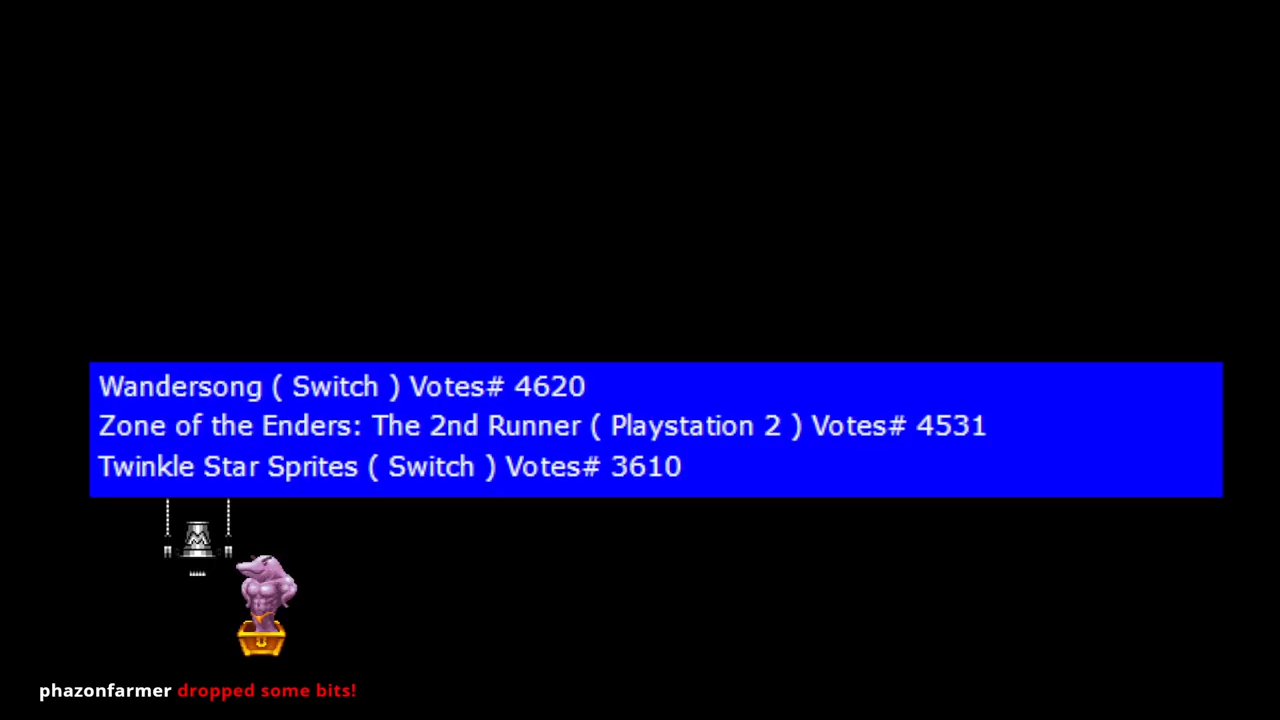 Wandersong ( Switch ) Votes# 4620
Zone of the Enders: The 2nd Runner ( Playstation 2 ) Votes# 4531
Twinkle Star Sprites ( Switch ) Votes# 3610
phazonfarmer dropped some bits!